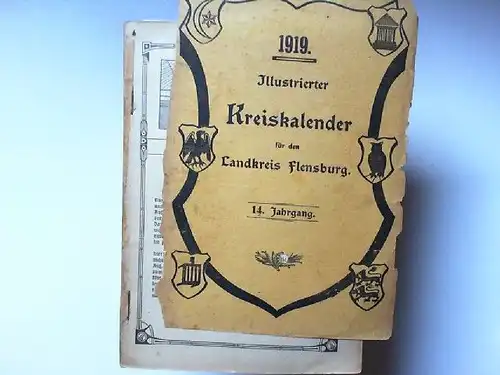 1919.
Illustrierter
Kreiskalender
für den
Landkreis Flensburg.
14. Jahrgang.